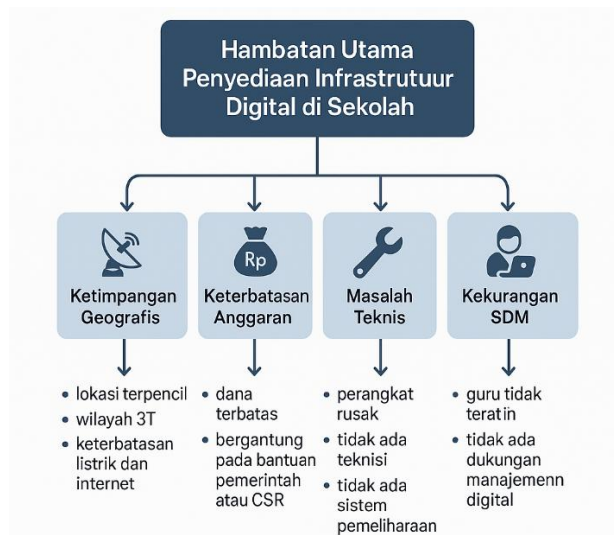 Hambatan Utama
Penyediaan Infrastrutuur
Digital di Sekolah
Ketimpangan
Geografis
Rp
Keterbatasan
Anggaran
Masalah
Teknis
Kekurangan
SDM
• lokasi terpencil
• wilayah 3T
• keterbatasan
listrik dan
internet
• dana
terbatas
• bergantung
pada bantuan
pemerintah
atau CSR
• perangkat
rusak
• tidak ada
teknisi
• tidak ada
sistem
pemeliharaan
• guru tidak
teratin
• tidak ada
dukungan
manajemenn
digital